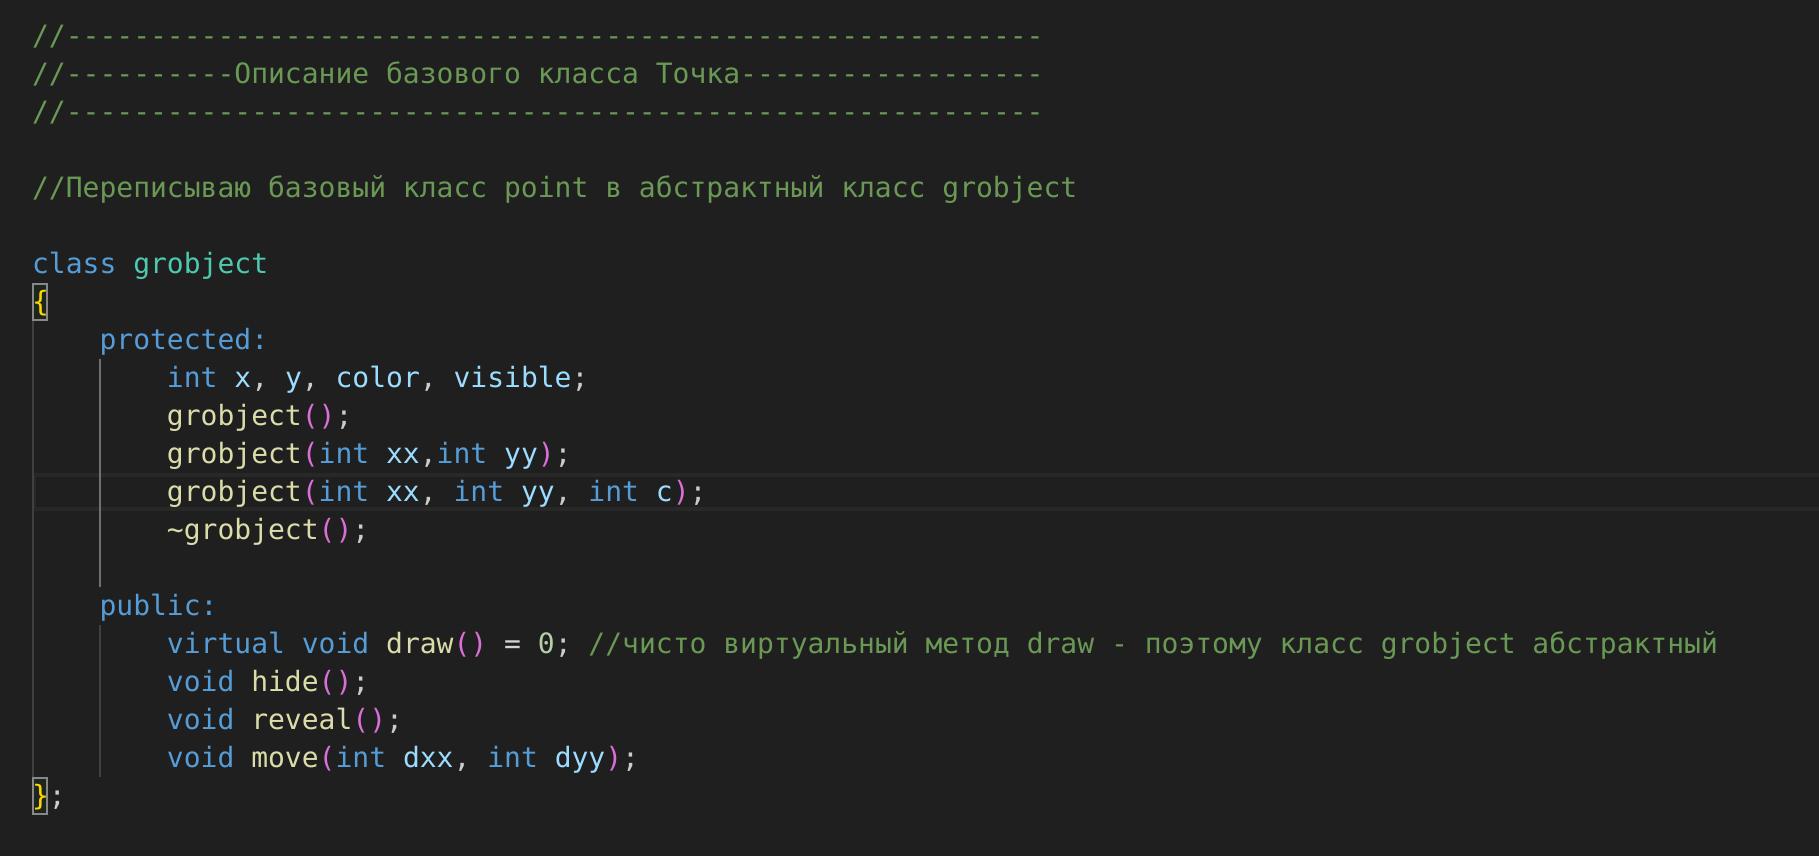 //----------------------------------------------------------
//----------Описание базового класса Точка------------------
//----------------------------------------------------------
//Переписываю базовый класс point в абстрактный класс grobject
class grobject
{
protected:
int x, y, color, visible;
grobject();
grobject(int xx,int yy);
grobject(int xx, int yy, int c);
~grobject();
public:
virtual void draw() = 0; //чисто виртуальный метод draw - поэтому класс grobject абстрактный
void hide();
void reveal();
void move(int dxx, int dyy);
};